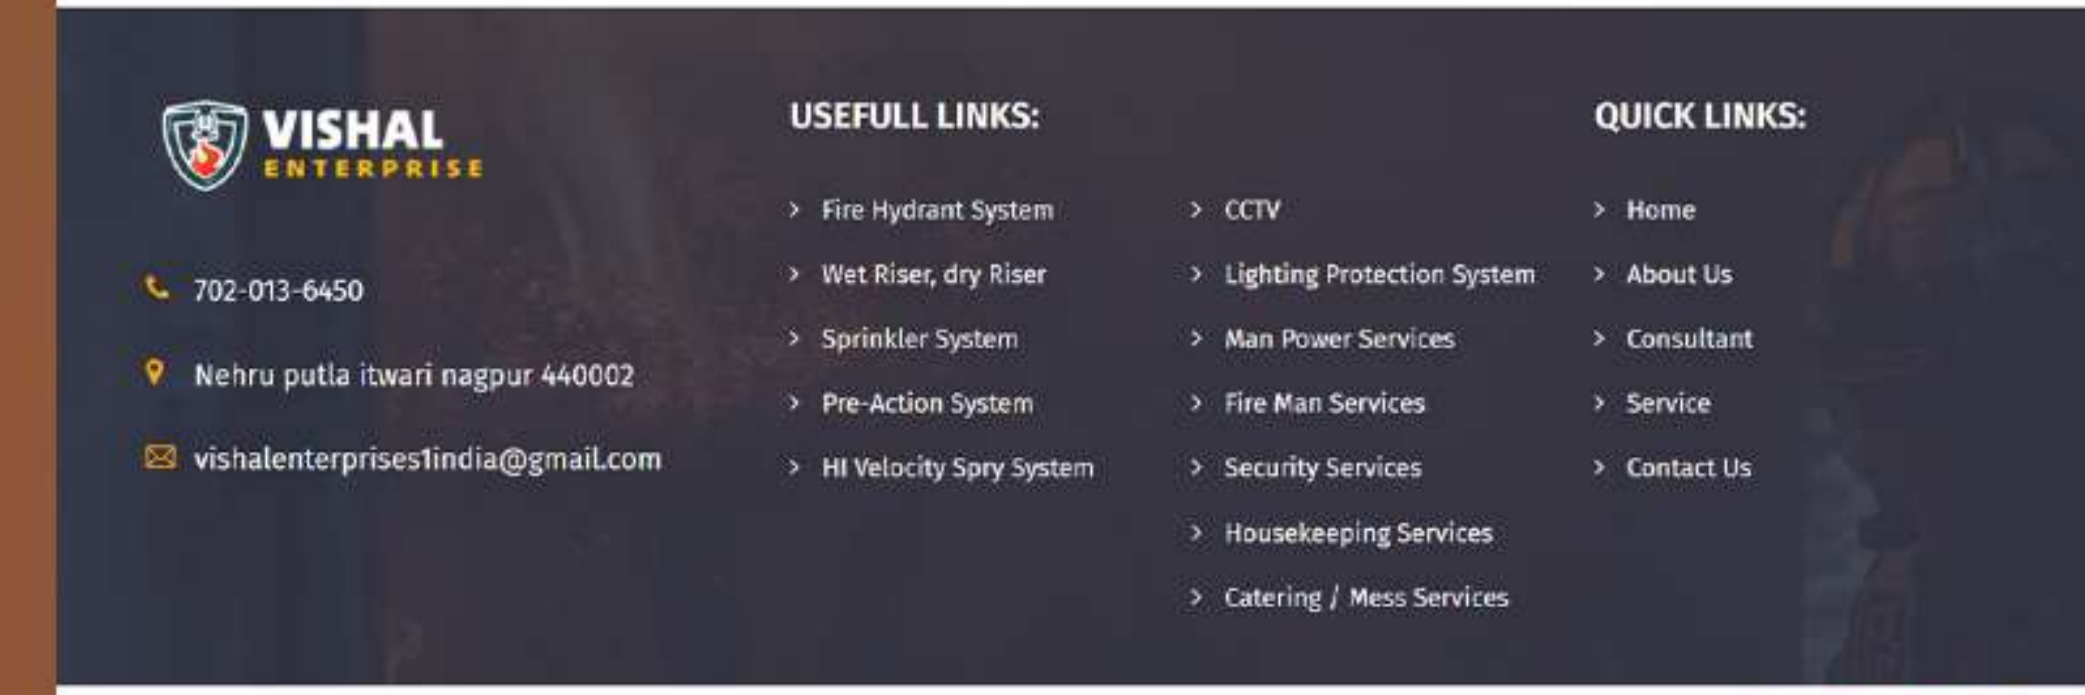 VISHAL
ENTERPRISE
702-013-6450
Nehru putla itwari nagpur 440002
vishalenterprises1india@gmail.com
USEFULL LINKS:
Fire Hydrant System
Wet Riser, dry Riser
Sprinkler System
Pre-Action System
HI Velocity Spry System
CCTV
Lighting Protection System
Man Power Services
Fire Man Services
Security Services
Housekeeping Services
Catering / Mess Services
QUICK LINKS:
Home
About Us
Consultant
Service
Contact Us